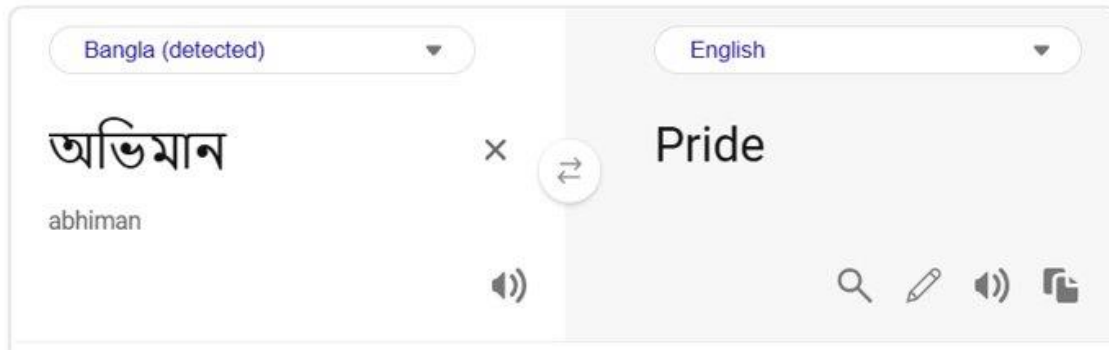 Bangla (detected)
English
অভিমান
Pride
abhiman